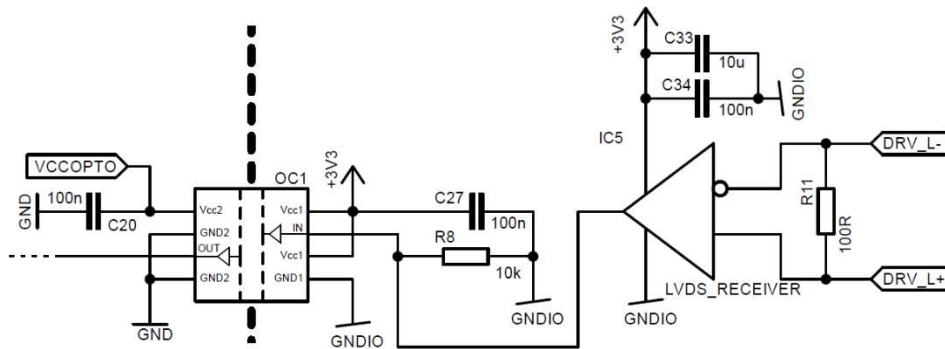 +3V3
C33
10u
C34
100n
GNDIO
IC5
VCCOPTO
OC1
+3V3
DRV_L-
100n
C20
GND
Vcc2
Vcc1
C27
100n
R11
100R
GND2
IN
OUT
R8
Vcc1
10k
GND2
GND1
LVDS_RECEIVER
DRV_L+
GND
GNDIO
GNDIO
GNDIO